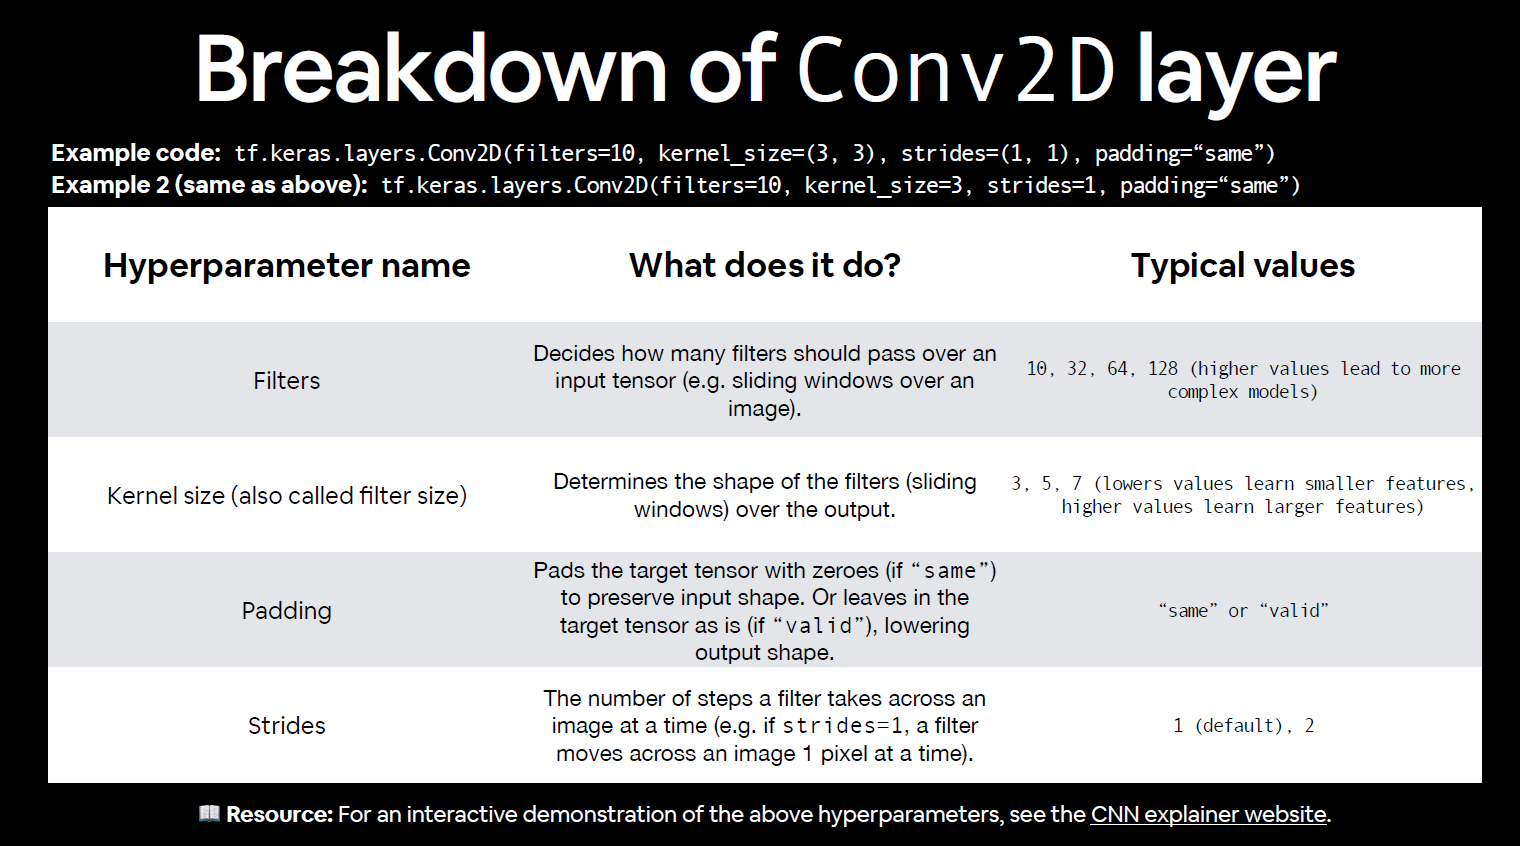 Breakdown of Conv2D layer
Example code: tf.keras.layers.Conv2D(filters=10, kernel_size=(3, 3), strides=(1, 1), padding=“same”)
Example 2 (same as above): tf.keras.layers.Conv2D(filters=10, kernel_size=3, strides=1, padding=“same”)
Hyperparameter name
What does it do?
Typical values
Filters
Decides how many filters should pass over an
input tensor (e.g. sliding windows over an
image).
10, 32, 64, 128 (higher values lead to more
complex models)
Kernel size (also called filter size)
Determines the shape of the filters (sliding
windows) over the output.
3, 5, 7 (lowers values learn smaller features,
higher values learn larger features)
Padding
Pads the target tensor with zeroes (if “same”)
to preserve input shape. Or leaves in the
target tensor as is (if “valid”), lowering
output shape.
“same” or “valid”
Strides
The number of steps a filter takes across an
image at a time (e.g. if strides=1, a filter
moves across an image 1 pixel at a time).
1 (default), 2
📖 Resource: For an interactive demonstration of the above hyperparameters, see the CNN explainer website.